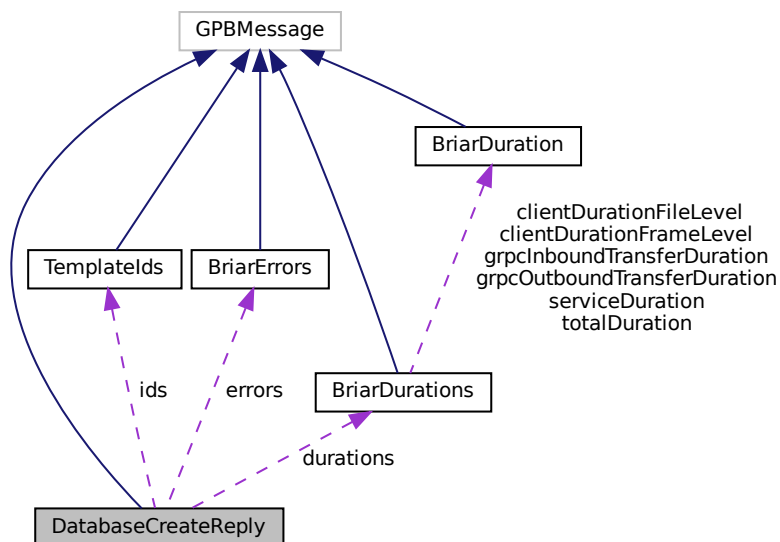 GPBMessage
BriarDuration
clientDurationFileLevel
clientDurationFrameLevel
grpcInboundTransferDuration
grpcOutboundTransferDuration
serviceDuration
totalDuration
TemplateIds
BriarErrors
BriarDurations
ids
errors
durations
DatabaseCreateReply